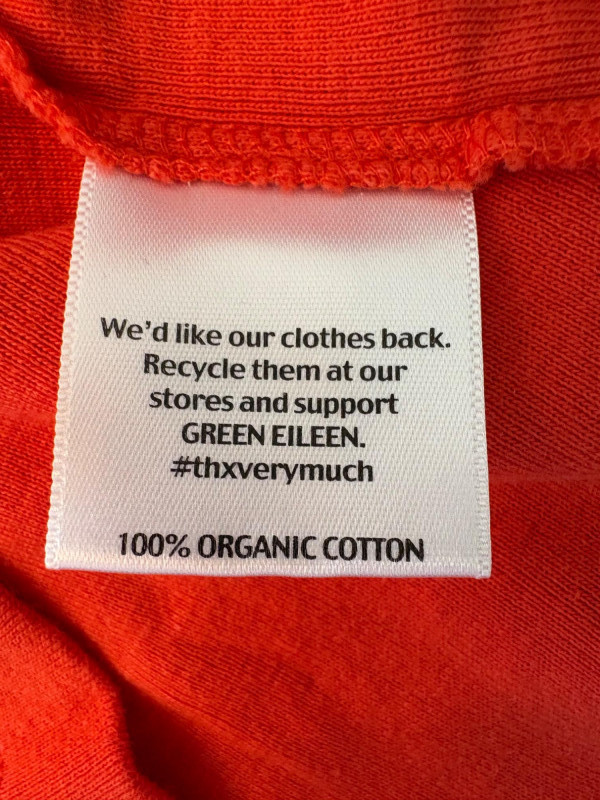 We'd like our clothes back.
Recycle them at our
stores and support
GREEN EILEEN.
#thxverymuch
100% ORGANIC COTTON